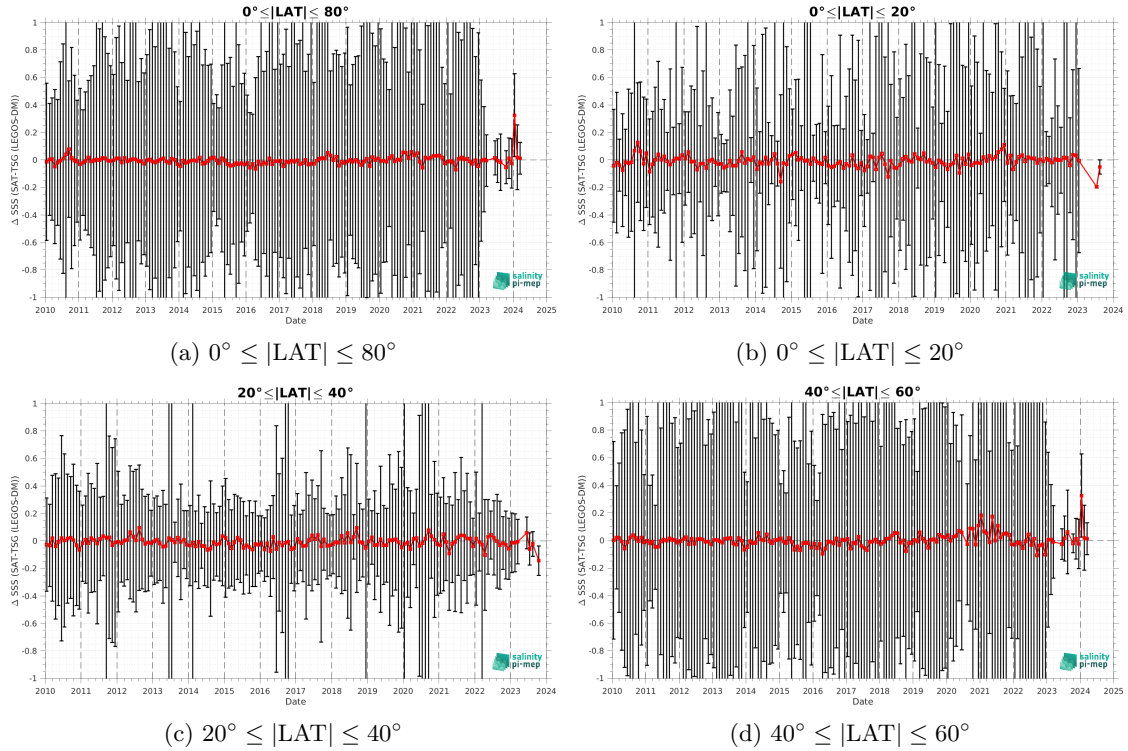 0°≤|LAT|≤ 80°
Δ SSS (SAT-TSG (LEGOS-DM))
1
0.8
0.6
0.4
0.2
0
-0.2
-0.4
-0.6
-0.8
-1
2010 2011 2012 2013 2014 2015 2016 2017 2018 2019 2020 2021 2022 2023 2024 2025
Date
salinity
pi-mep
(a) 0° ≤ |LAT| ≤ 80°
0°≤|LAT|≤ 20°
Δ SSS (SAT-TSG (LEGOS-DM))
1
0.8
0.6
0.4
0.2
0
-0.2
-0.4
-0.6
-0.8
-1
2010 2011 2012 2013 2014 2015 2016 2017 2018 2019 2020 2021 2022 2023 2024
Date
salinity
pi-mep
(b) 0° ≤ |LAT| ≤ 20°
20°≤|LAT|≤ 40°
Δ SSS (SAT-TSG (LEGOS-DM))
1
0.8
0.6
0.4
0.2
0
-0.2
-0.4
-0.6
-0.8
-1
2010 2011 2012 2013 2014 2015 2016 2017 2018 2019 2020 2021 2022 2023 2024
Date
salinity
pi-mep
(c) 20° ≤ |LAT| ≤ 40°
40°≤|LAT|≤ 60°
Δ SSS (SAT-TSG (LEGOS-DM))
1
0.8
0.6
0.4
0.2
0
-0.2
-0.4
-0.6
-0.8
-1
2010 2011 2012 2013 2014 2015 2016 2017 2018 2019 2020 2021 2022 2023 2024 2025
Date
salinity
pi-mep
(d) 40° ≤ |LAT| ≤ 60°